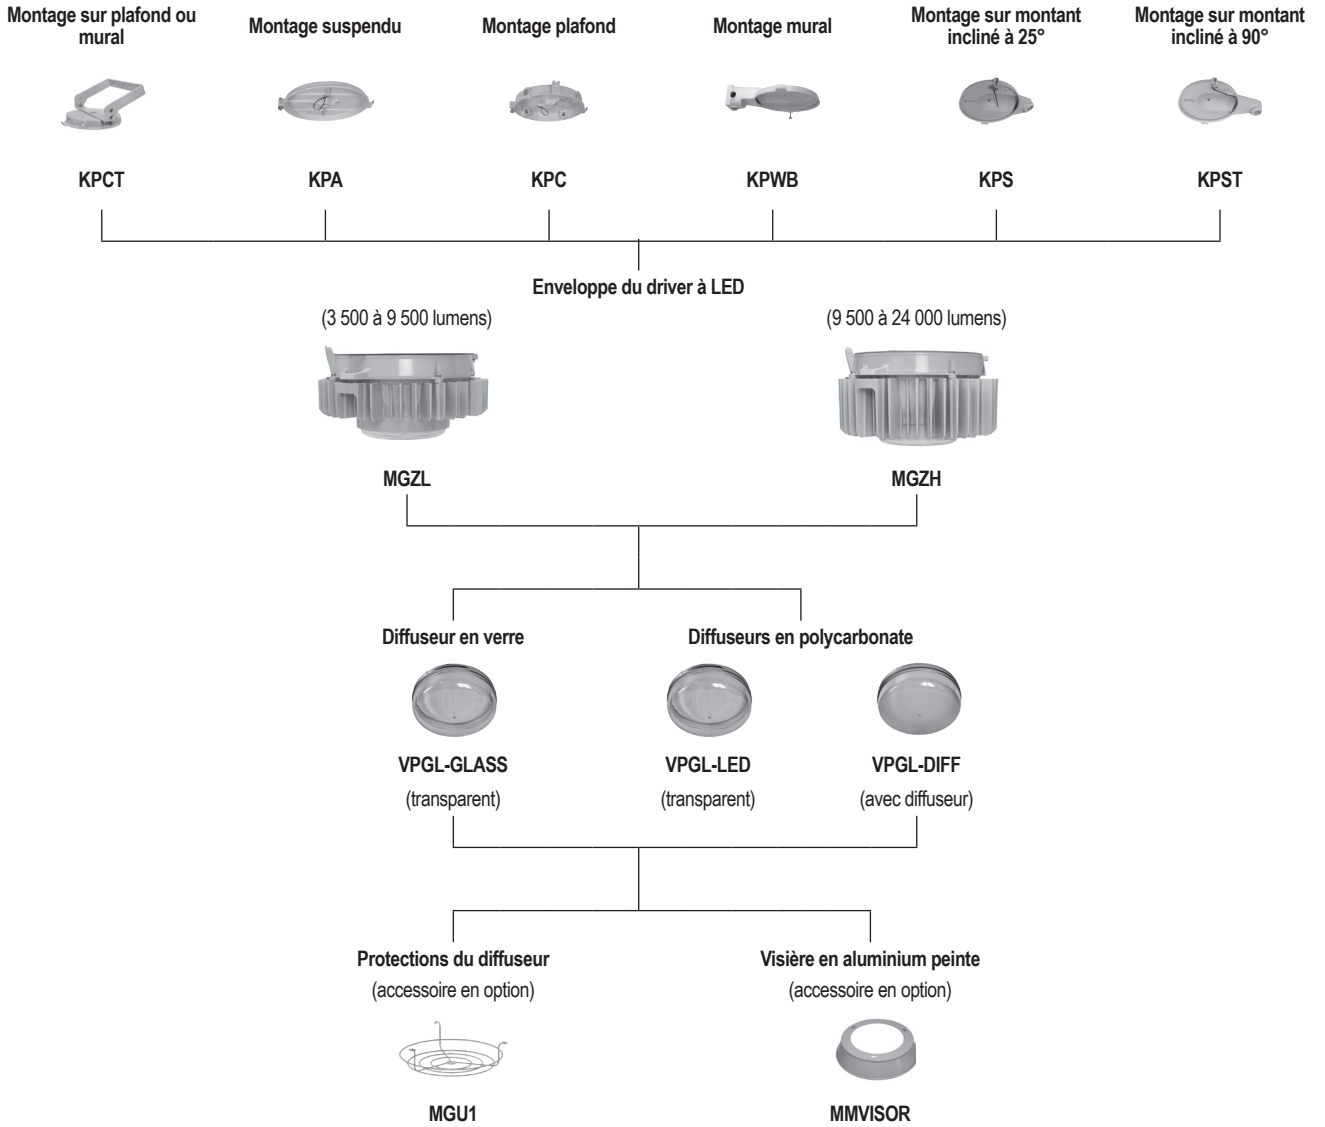 Montage sur plafond ou
mural
Montage suspendu
Montage plafond
Montage mural
Montage sur montant
incliné à 25°
Montage sur montant
incliné à 90°
KPCT
KPA
KPC
KPWB
KPS
KPST
Enveloppe du driver à LED
(3 500 à 9 500 lumens)
(9 500 à 24 000 lumens)
MGZL
MGZH
Diffuseur en verre
Diffuseurs en polycarbonate
VPGL-GLASS
VPGL-LED
VPGL-DIFF
(transparent)
(transparent)
(avec diffuseur)
Protections du diffuseur
Visière en aluminium peinte
(accessoire en option)
(accessoire en option)
MGU1
MMVISOR